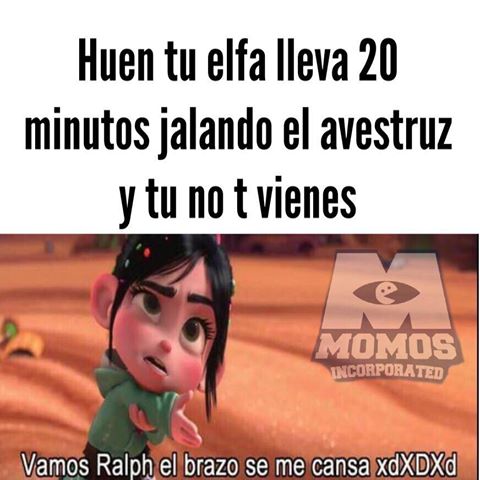 Huen tu elfa lleva 20
minutos jalando el avestruz
y tu no t vienes
M
MOMOS
INCORPORATED
Vamos Ralph el brazo se me cansa xdXDXd